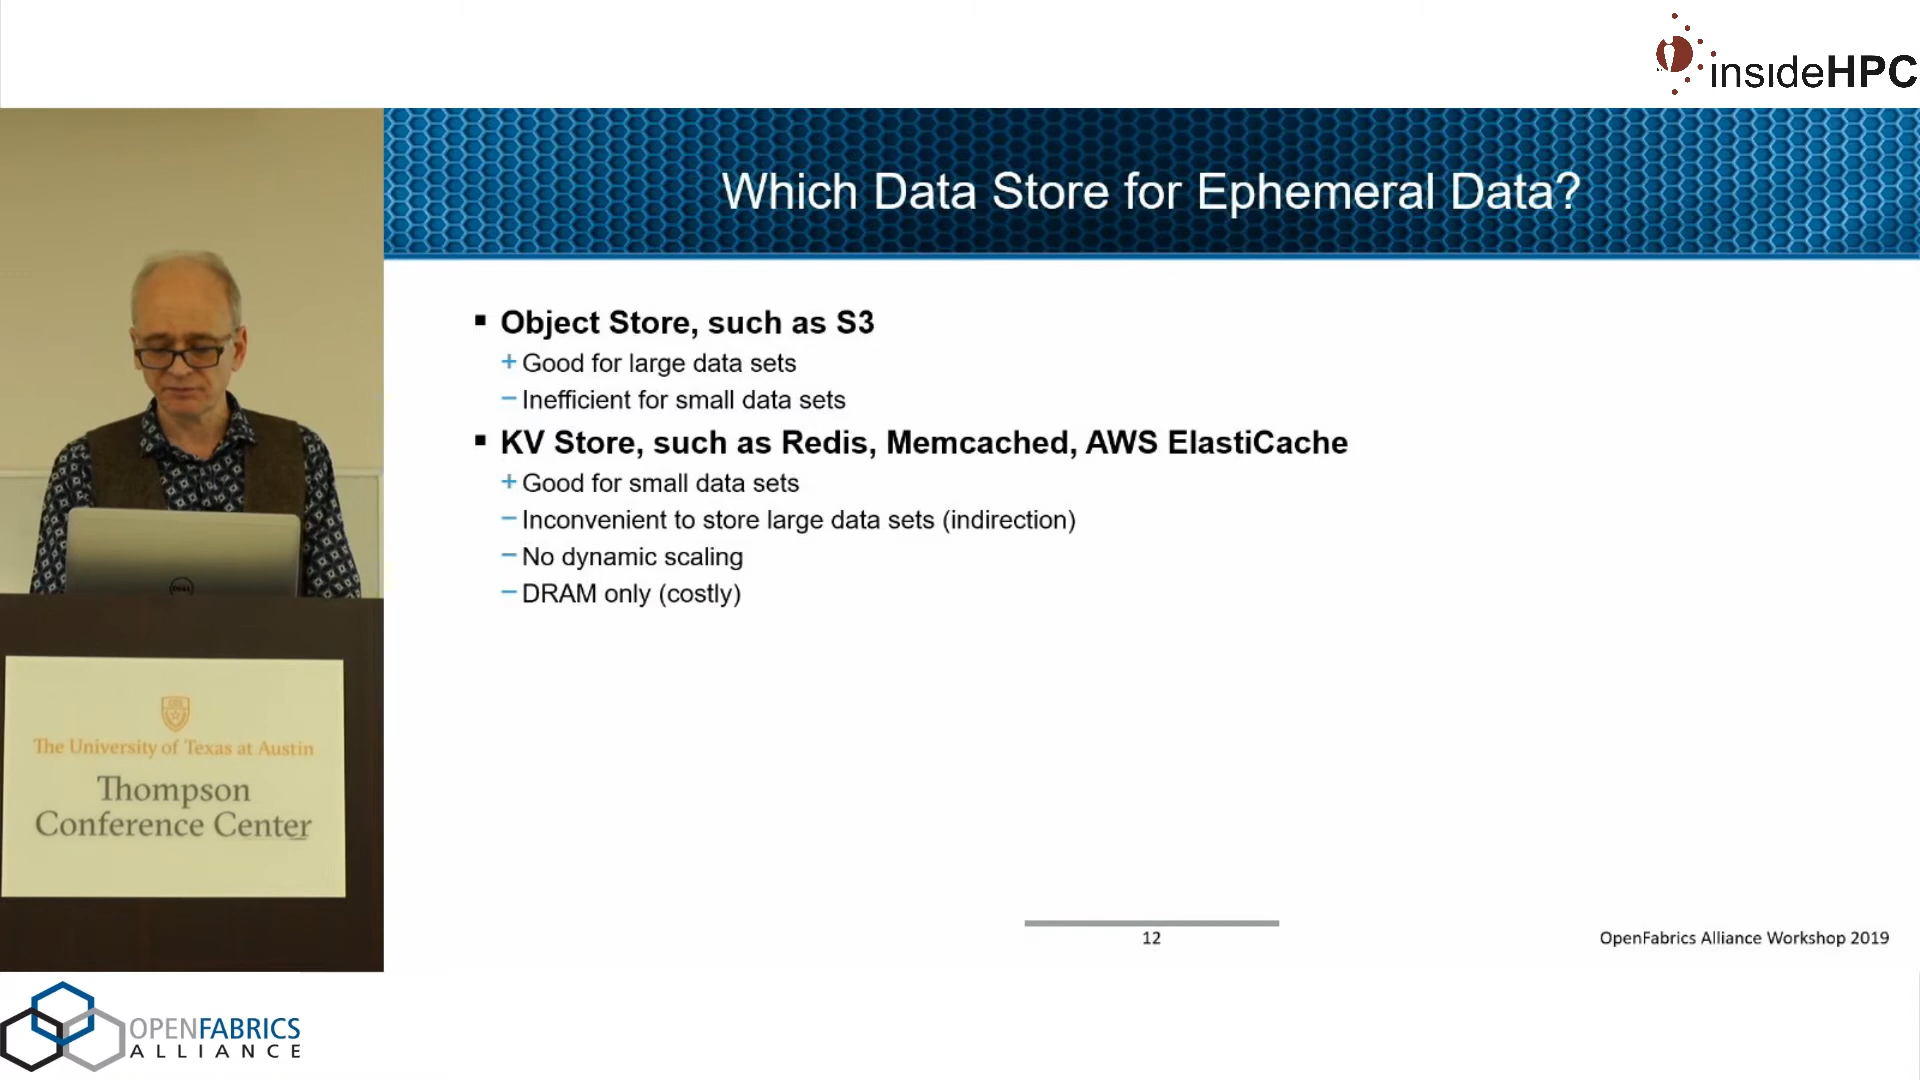 insideHPC
Which Data Store for Ephemeral Data?
▪ Object Store, such as S3
+ Good for large data sets
− Inefficient for small data sets
▪ KV Store, such as Redis, Memcached, AWS ElastiCache
+ Good for small data sets
− Inconvenient to store large data sets (indirection)
− No dynamic scaling
− DRAM only (costly)
DELL
The University of Texas at Austin
Thompson
Conference Center
12
OpenFabrics Alliance Workshop 2019
OPENFABRICS
ALLIANCE